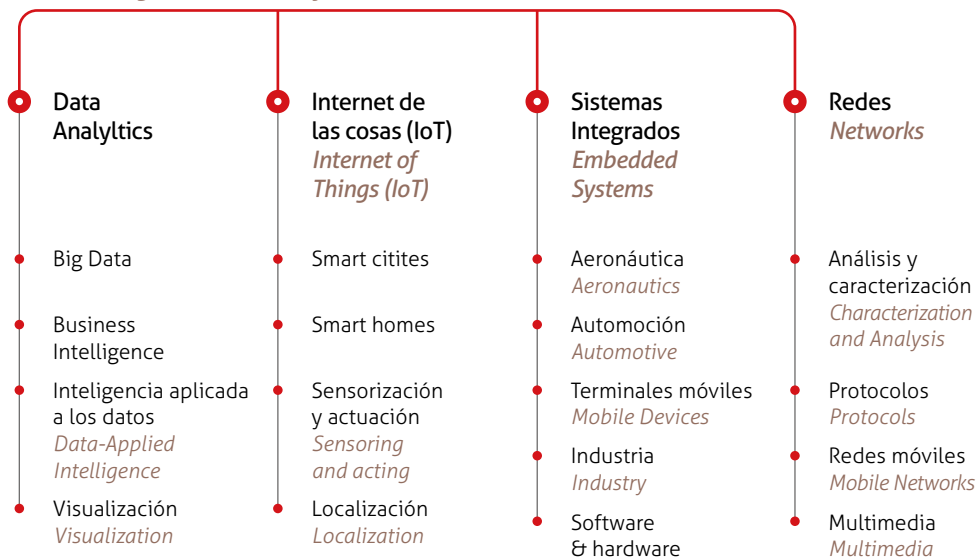 Data
Analyltics
Big Data
Business
Intelligence
Inteligencia aplicada
a los datos
Data-Applied
Intelligence
Visualización
Visualization
Internet de
las cosas (IoT)
Internet of
Things (IoT)
Smart citites
Smart homes
Sensorización
y actuación
Sensoring
and acting
Localización
Localization
Sistemas
Integrados
Embedded
Systems
Aeronáutica
Aeronautics
Automoción
Automotive
Terminales móviles
Mobile Devices
Industria
Industry
Software
& hardware
Redes
Networks
Análisis y
caracterización
Characterization
and Analysis
Protocolos
Protocols
Redes móviles
Mobile Networks
Multimedia
Multimedia